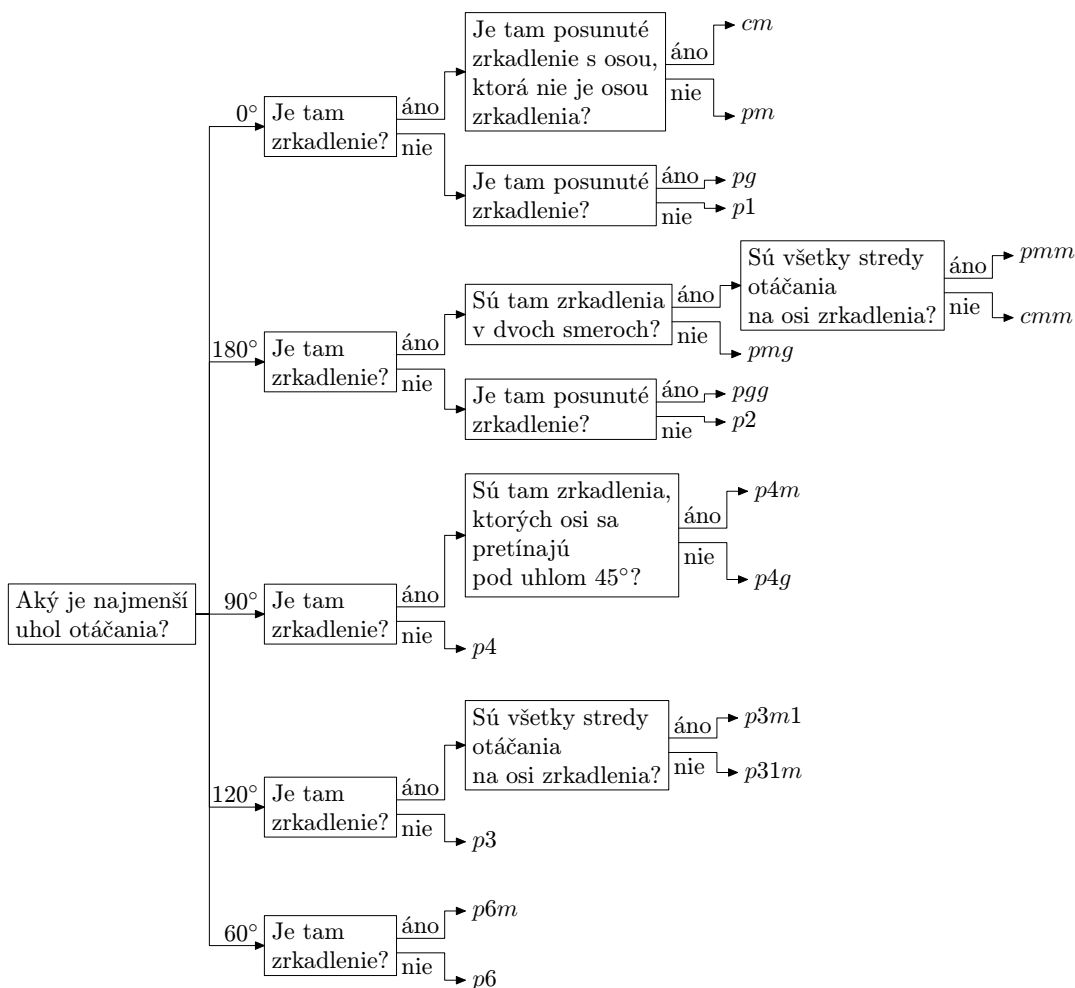 Aký je najmenší
uhol otáčania?
0°
Je tam
zrkadlenie?
áno
Je tam posunuté
zrkadlenie s osou,
ktorá nie je osou
zrkadlenia?
áno
cm
nie
pm
nie
Je tam posunuté
zrkadlenie?
áno
pg
nie
p1
180°
Je tam
zrkadlenie?
áno
Sú tam zrkadlenia
v dvoch smeroch?
áno
Sú všetky stredy
otáčania
na osi zrkadlenia?
áno
pmm
nie
cmm
nie
pmg
nie
Je tam posunuté
zrkadlenie?
áno
pgg
nie
p2
90°
Je tam
zrkadlenie?
áno
Sú tam zrkadlenia,
ktorých osi sa
pretínajú
pod uhlom 45°?
áno
p4m
nie
p4g
nie
p4
120°
Je tam
zrkadlenie?
áno
Sú všetky stredy
otáčania
na osi zrkadlenia?
áno
p3m1
nie
p31m
nie
p3
60°
Je tam
zrkadlenie?
áno
p6m
nie
p6